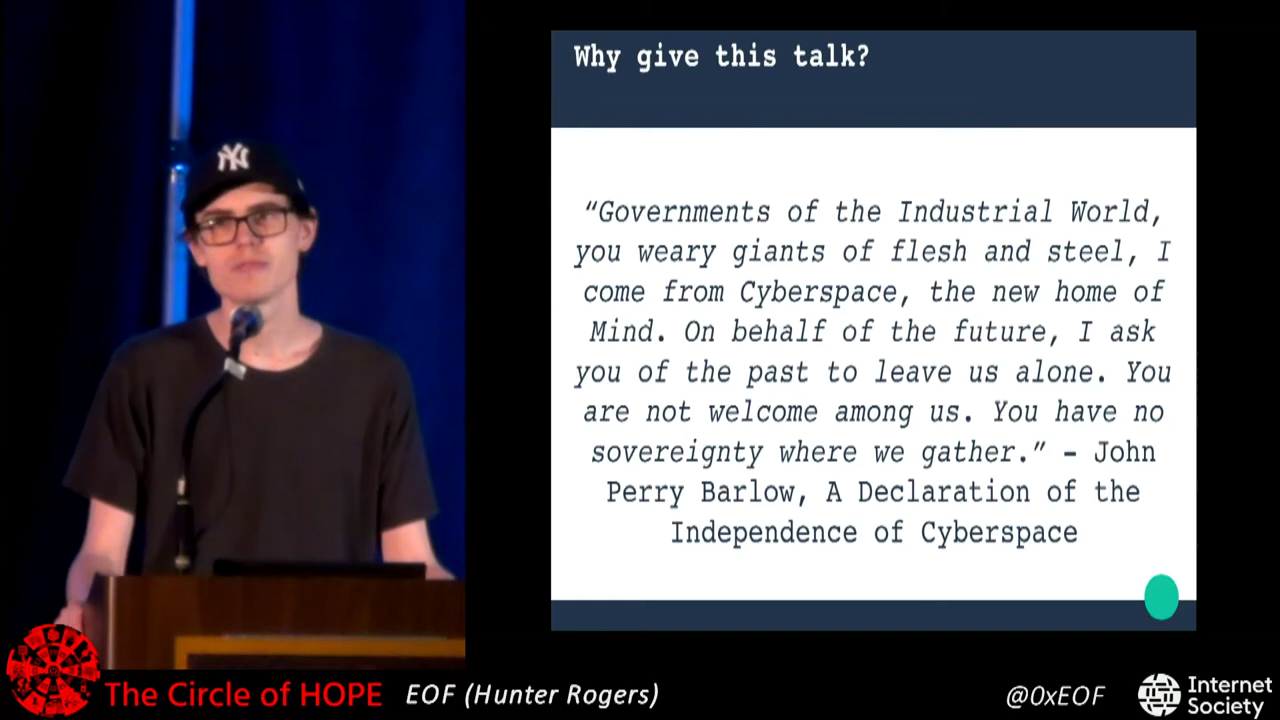 NY
Why give this talk?
“Governments of the Industrial World,
you weary giants of flesh and steel, I
come from Cyberspace, the new home of
Mind. On behalf of the future, I ask
you of the past to leave us alone. You
are not welcome among us. You have no
sovereignty where we gather.” – John
Perry Barlow, A Declaration of the
Independence of Cyberspace
The Circle of HOPE
EOF (Hunter Rogers)
@0xEOF
Internet
Society